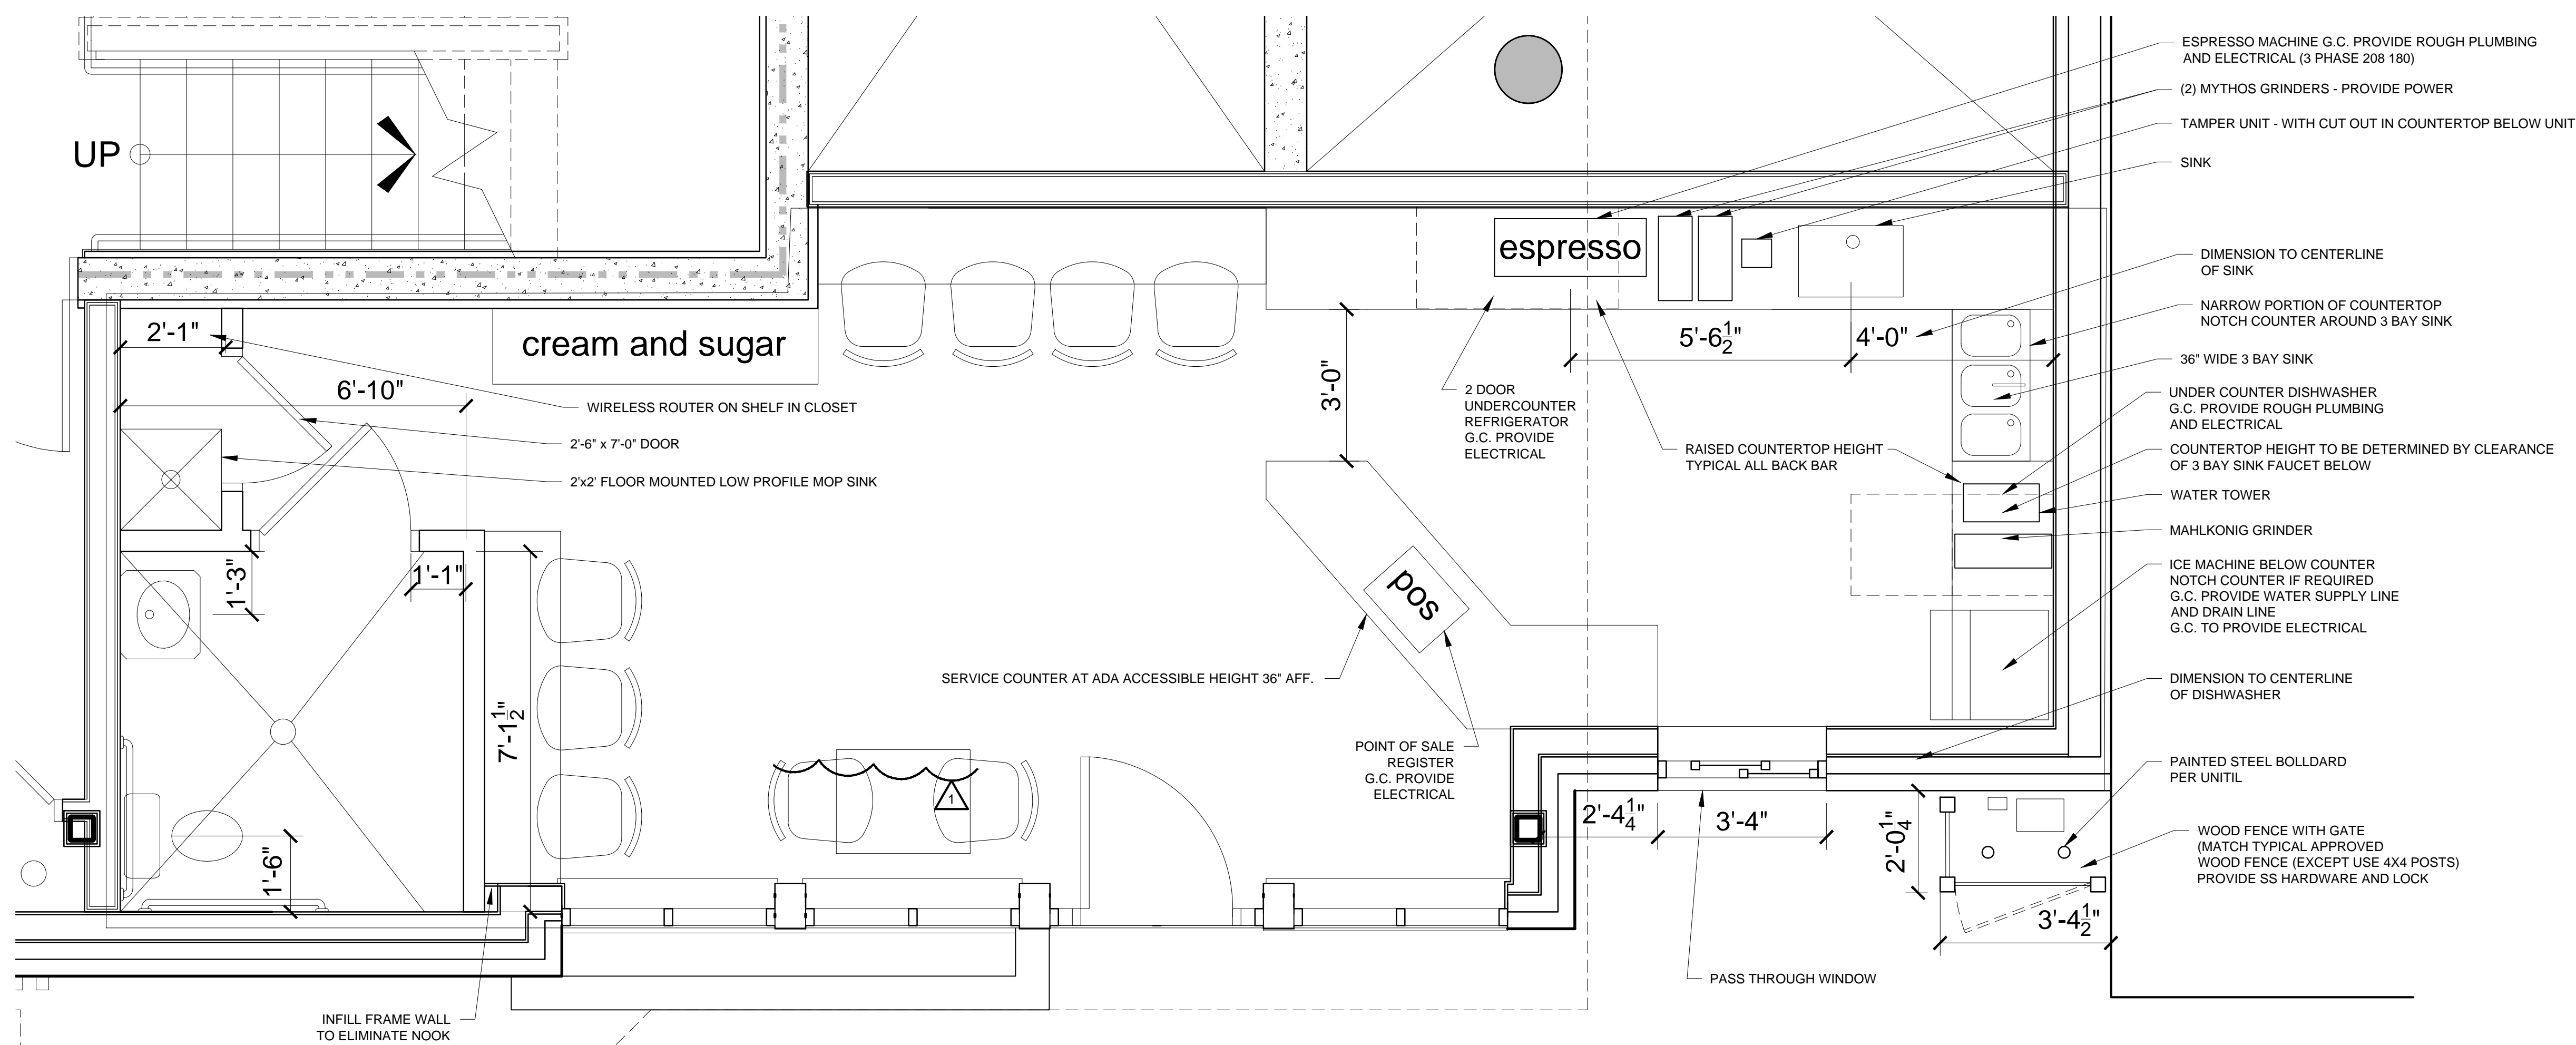 ESPRESSO MACHINE G.C. PROVIDE ROUGH PLUMBING
AND ELECTRICAL (3 PHASE 208 180)
(2) MYTHOS GRINDERS - PROVIDE POWER
TAMPER UNIT - WITH CUT OUT IN COUNTERTOP BELOW UNIT
SINK
UP
espresso
DIMENSION TO CENTERLINE
OF SINK
NARROW PORTION OF COUNTERTOP
NOTCH COUNTER AROUND 3 BAY SINK
2'-1"
cream and sugar
5'-6 1/2"
4'-0"
36" WIDE 3 BAY SINK
3'-0"
6'-10"
WIRELESS ROUTER ON SHELF IN CLOSET
2'-6" x 7'-0" DOOR
2'x2' FLOOR MOUNTED LOW PROFILE MOP SINK
2 DOOR
UNDERCOUNTER
REFRIGERATOR
G.C. PROVIDE
ELECTRICAL
RAISED COUNTERTOP HEIGHT
TYPICAL ALL BACK BAR
UNDER COUNTER DISHWASHER
G.C. PROVIDE ROUGH PLUMBING
AND ELECTRICAL
COUNTERTOP HEIGHT TO BE DETERMINED BY CLEARANCE
OF 3 BAY SINK FAUCET BELOW
WATER TOWER
MAHLKONIG GRINDER
1'-3"
1'-1"
pos
ICE MACHINE BELOW COUNTER
NOTCH COUNTER IF REQUIRED
G.C. PROVIDE WATER SUPPLY LINE
AND DRAIN LINE
G.C. TO PROVIDE ELECTRICAL
7'-1 1/2"
SERVICE COUNTER AT ADA ACCESSIBLE HEIGHT 36" AFF.
DIMENSION TO CENTERLINE
OF DISHWASHER
POINT OF SALE
REGISTER
G.C. PROVIDE
ELECTRICAL
1
PAINTED STEEL BOLLDARD
PER UNITIL
2'-4 1/4"
3'-4"
2'-0 1/4"
WOOD FENCE WITH GATE
(MATCH TYPICAL APPROVED
WOOD FENCE (EXCEPT USE 4X4 POSTS)
PROVIDE SS HARDWARE AND LOCK
1'-6"
3'-4 1/2"
PASS THROUGH WINDOW
INFILL FRAME WALL
TO ELIMINATE NOOK